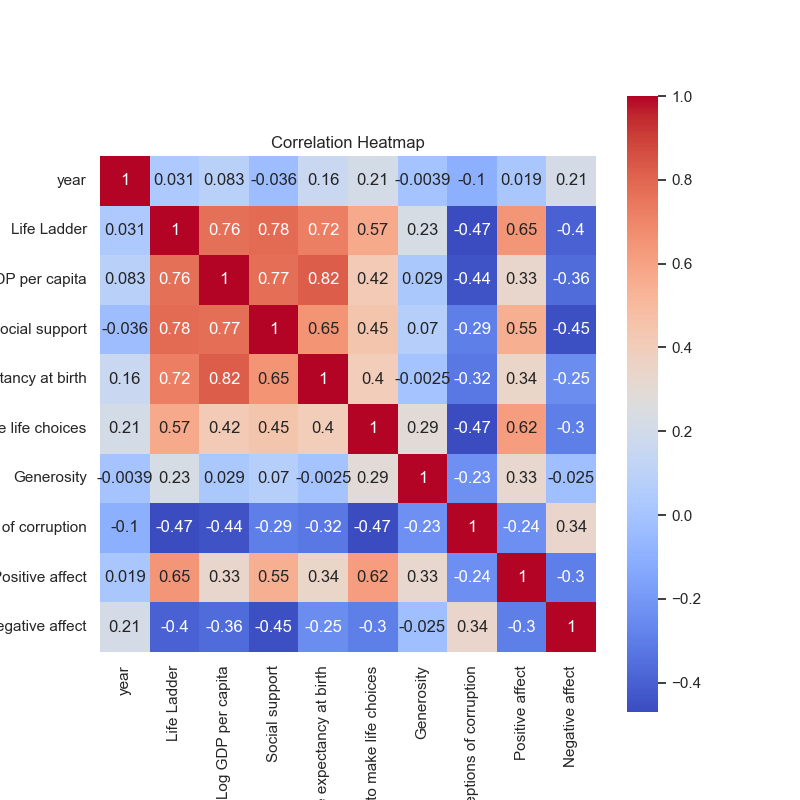 Correlation Heatmap
year 1 0.031 0.083 -0.036 0.16 0.21 -0.0039 -0.1 0.019 0.21
Life Ladder 0.031 1 0.76 0.78 0.72 0.57 0.23 -0.47 0.65 -0.4
DP per capita 0.083 0.76 1 0.77 0.82 0.42 0.029 -0.44 0.33 -0.36
ocial support -0.036 0.78 0.77 1 0.65 0.45 0.07 -0.29 0.55 -0.45
tancy at birth 0.16 0.72 0.82 0.65 1 0.4 -0.0025 -0.32 0.34 -0.25
e life choices 0.21 0.57 0.42 0.45 0.4 1 0.29 -0.47 0.62 -0.3
Generosity -0.0039 0.23 0.029 0.07 -0.0025 0.29 1 -0.23 0.33 -0.025
of corruption -0.1 -0.47 -0.44 -0.29 -0.32 -0.47 -0.23 1 -0.24 0.34
Positive affect 0.019 0.65 0.33 0.55 0.34 0.62 0.33 -0.24 1 -0.3
egative affect 0.21 -0.4 -0.36 -0.45 -0.25 -0.3 -0.025 0.34 -0.3 1
year
Life Ladder
Log GDP per capita
Social support
expectancy at birth
to make life choices
Generosity
eptions of corruption
Positive affect
Negative affect
1.0
0.8
0.6
0.4
0.2
0.0
−0.2
−0.4